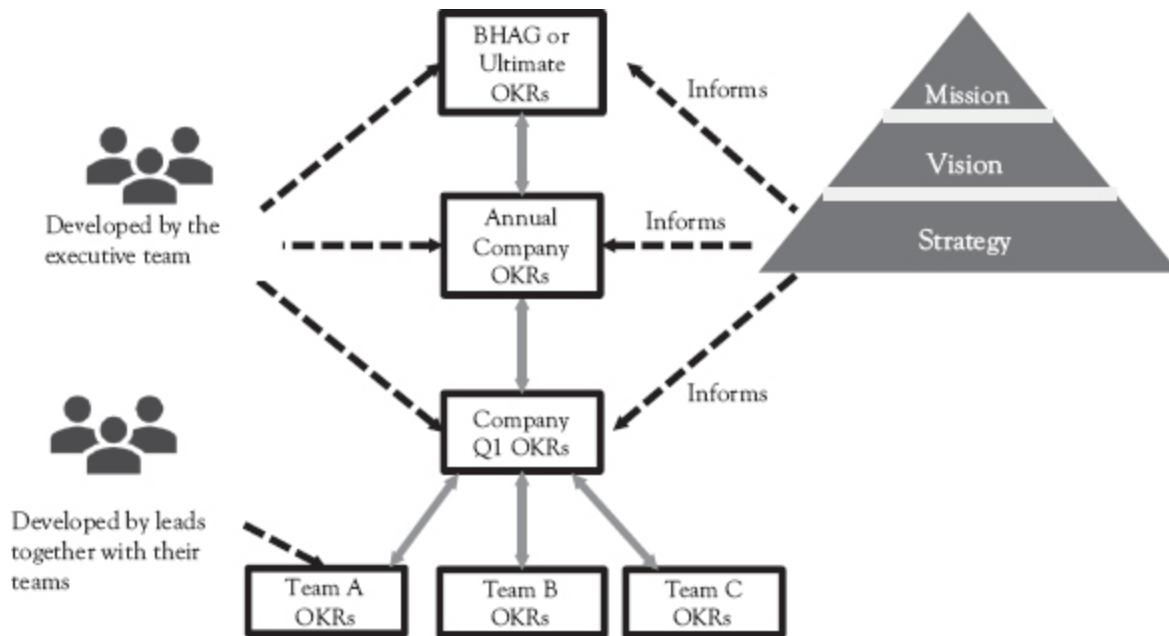 BHAG or
Ultimate
OKRs
Informs
Mission
Vision
Strategy
Developed by the
executive team
Annual
Company
OKRs
Informs
Informs
Company
Q1 OKRs
Developed by leads
together with their
teams
Team A
OKRs
Team B
OKRs
Team C
OKRs